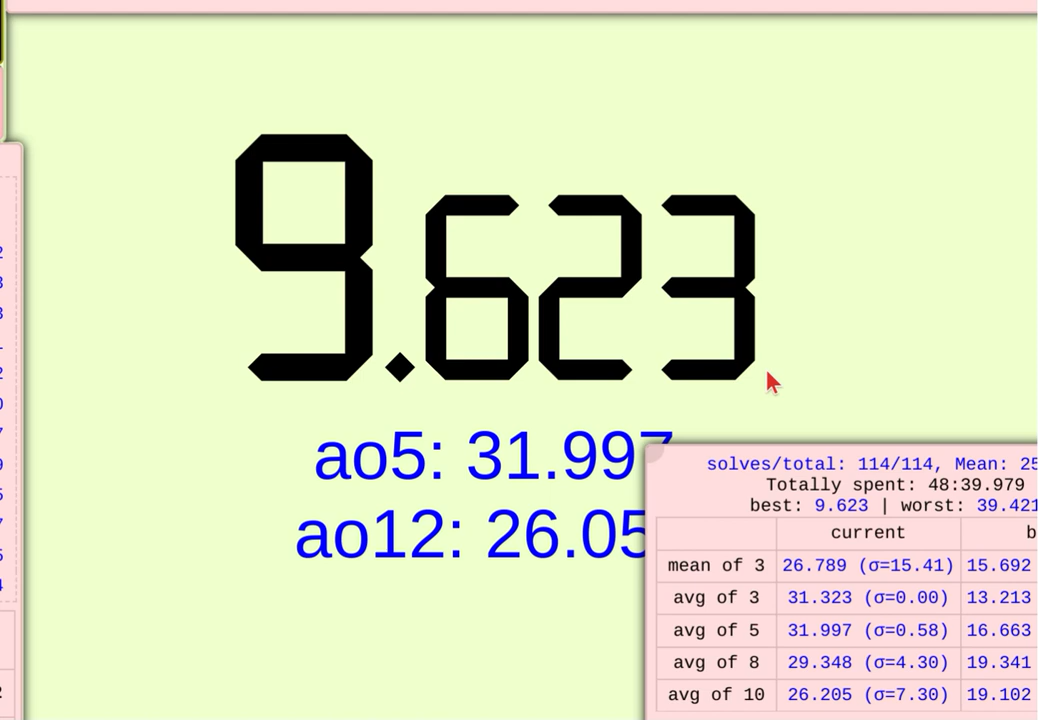 9.623
ao5: 31.997
ao12: 26.05
solves/total: 114/114, Mean: 25
Totally spent: 48:39.979
best: 9.623 | worst: 39.421
current b
mean of 3 26.789 (σ=15.41) 15.692
avg of 3 31.323 (σ=0.00) 13.213
avg of 5 31.997 (σ=0.58) 16.663
avg of 8 29.348 (σ=4.30) 19.341
avg of 10 26.205 (σ=7.30) 19.102